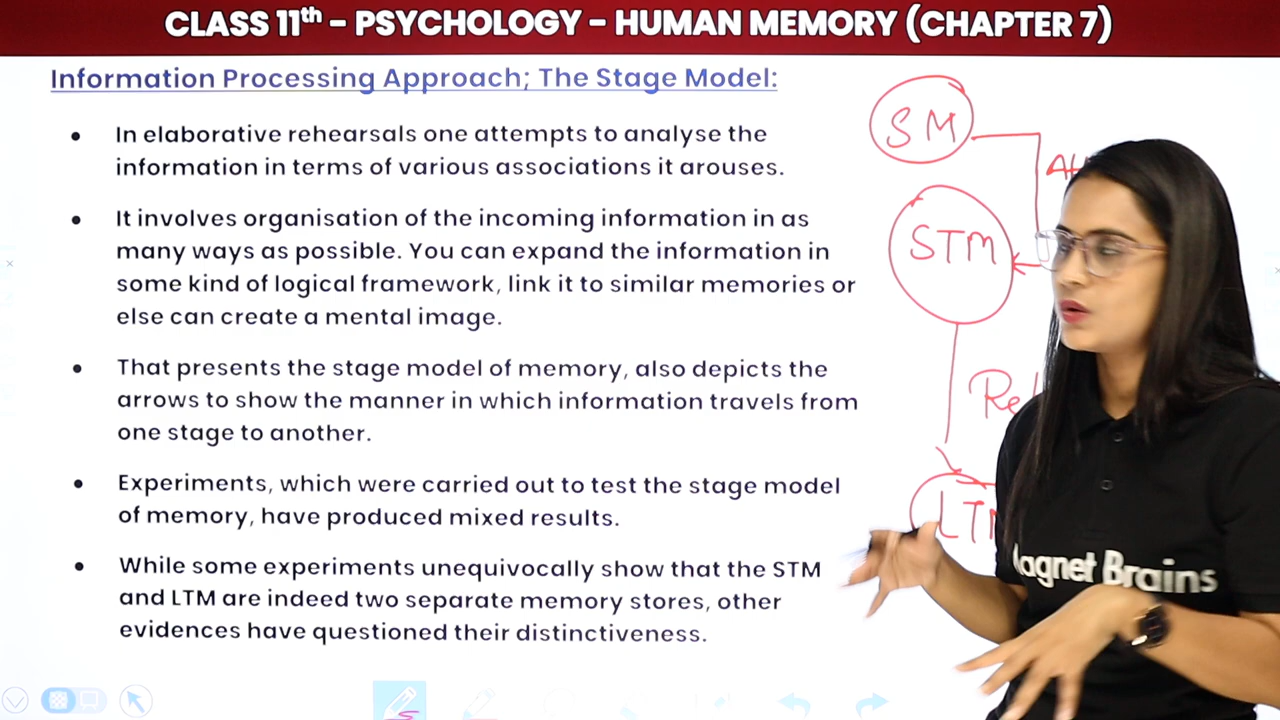 CLASS 11th – PSYCHOLOGY – HUMAN MEMORY (CHAPTER 7)
Information Processing Approach; The Stage Model:
• In elaborative rehearsals one attempts to analyse the
information in terms of various associations it arouses.
• It involves organisation of the incoming information in as
many ways as possible. You can expand the information in
some kind of logical framework, link it to similar memories or
else can create a mental image.
• That presents the stage model of memory, also depicts the
arrows to show the manner in which information travels from
one stage to another.
• Experiments, which were carried out to test the stage model
of memory, have produced mixed results.
• While some experiments unequivocally show that the STM
and LTM are indeed two separate memory stores, other
evidences have questioned their distinctiveness.
SM
STM
Brains